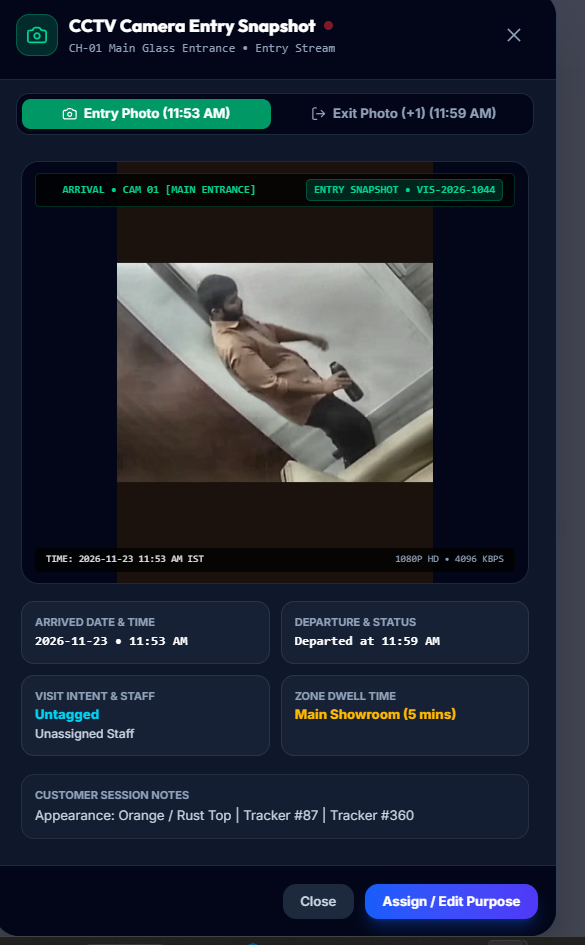 CCTV Camera Entry Snapshot
CH-01 Main Glass Entrance • Entry Stream
Entry Photo (11:53 AM)
Exit Photo (+1) (11:59 AM)
ARRIVAL • CAM 01 [MAIN ENTRANCE]
ENTRY SNAPSHOT • VIS-2026-1044
TIME: 2026-11-23 11:53 AM IST
1080P HD • 4096 KBPS
ARRIVED DATE & TIME
2026-11-23 • 11:53 AM
DEPARTURE & STATUS
Departed at 11:59 AM
VISIT INTENT & STAFF
Untagged
Unassigned Staff
ZONE DWELL TIME
Main Showroom (5 mins)
CUSTOMER SESSION NOTES
Appearance: Orange / Rust Top | Tracker #87 | Tracker #360
Close
Assign / Edit Purpose